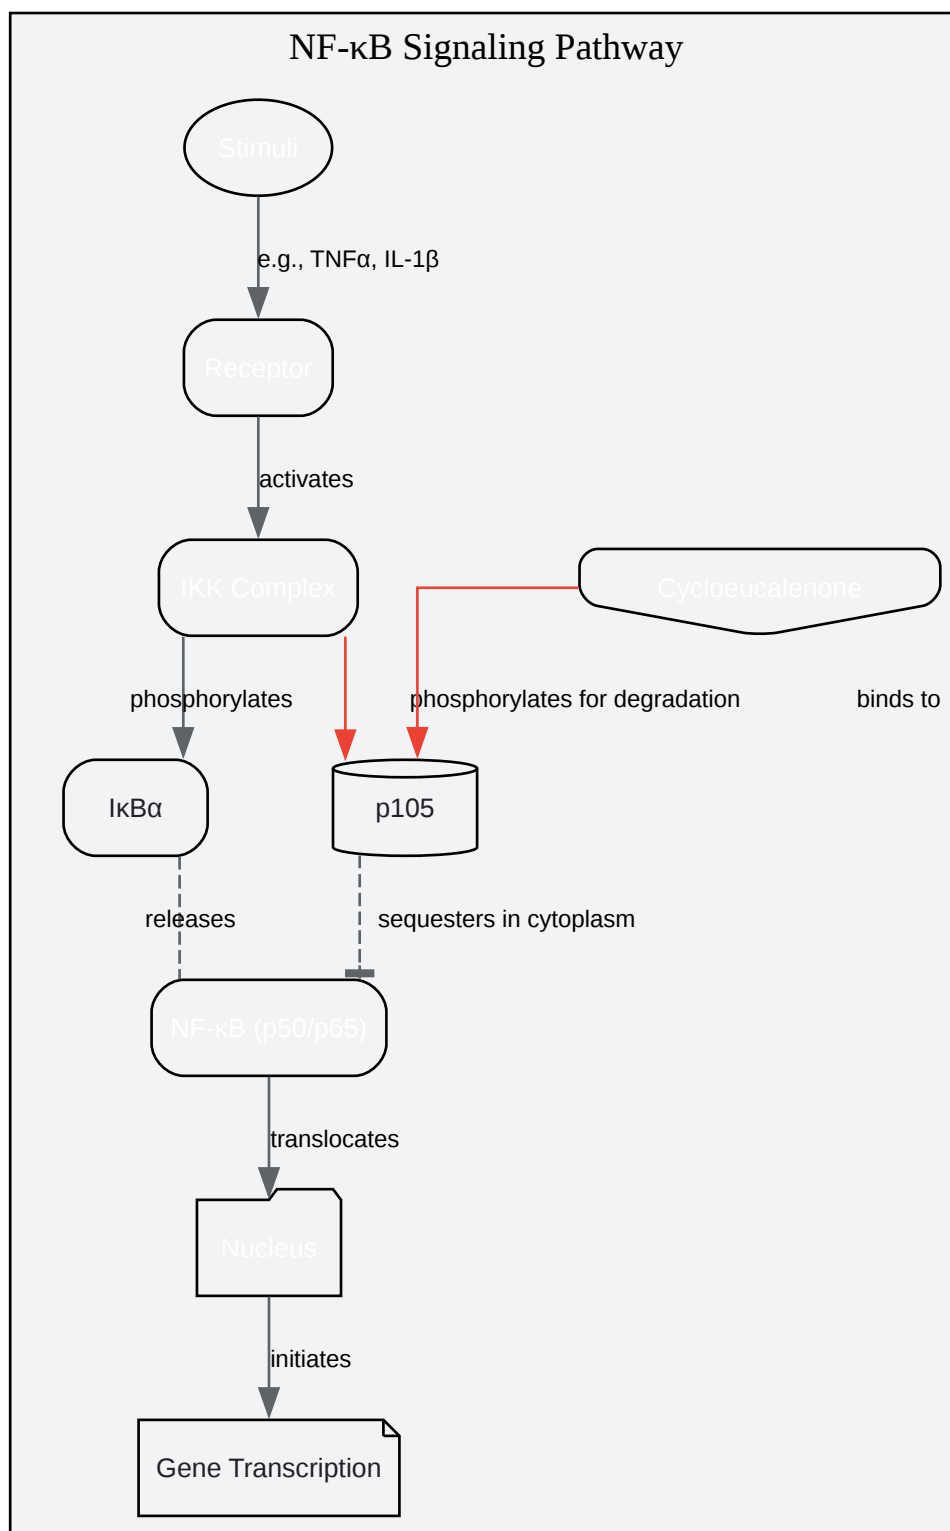 NF-κB Signaling Pathway
Stimuli
e.g., TNFα, IL-1β
Receptor
activates
IKK Complex
Cycloeucalenone
phosphorylates
phosphorylates for degradation
binds to
IκBα
p105
releases
sequesters in cytoplasm
NF-κB (p50/p65)
translocates
Nucleus
initiates
Gene Transcription